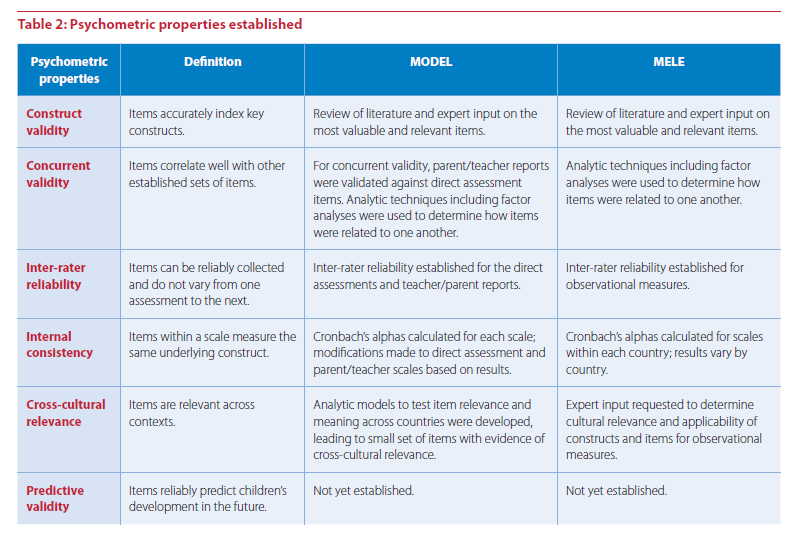 Table 2: Psychometric properties established
Psychometric
properties
Definition
MODEL
MELE
Construct
validity
Items accurately index key
constructs.
Review of literature and expert input on the
most valuable and relevant items.
Review of literature and expert input on
the most valuable and relevant items.
Concurrent
validity
Items correlate well with other
established sets of items.
For concurrent validity, parent/teacher reports
were validated against direct assessment
items. Analytic techniques including factor
analyses were used to determine how items
were related to one another.
Analytic techniques including factor
analyses were used to determine how
items were related to one another.
Inter-rater
reliability
Items can be reliably collected
and do not vary from one
assessment to the next.
Inter-rater reliability established for the direct
assessments and teacher/parent reports.
Inter-rater reliability established for
observational measures.
Internal
consistency
Items within a scale measure the
same underlying construct.
Cronbach's alphas calculated for each scale;
modifications made to direct assessment and
parent/teacher scales based on results.
Cronbach's alphas calculated for scales
within each country; results vary by
country.
Cross-cultural
relevance
Items are relevant across
contexts.
Analytic models to test item relevance and
meaning across countries were developed,
leading to small set of items with evidence of
cross-cultural relevance.
Expert input requested to determine
cultural relevance and applicability of
constructs and items for observational
measures.
Predictive
validity
Items reliably predict children's
development in the future.
Not yet established.
Not yet established.